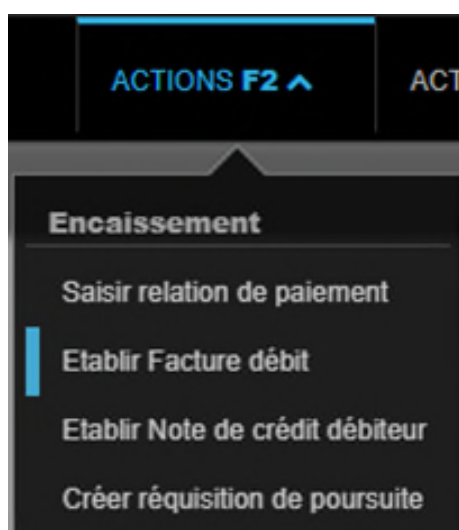 ACTIONS F2 ACT
Encaissement
Saisir relation de paiement
Etablir Facture débit
Etablir Note de crédit débiteur
Créer réquisition de poursuite